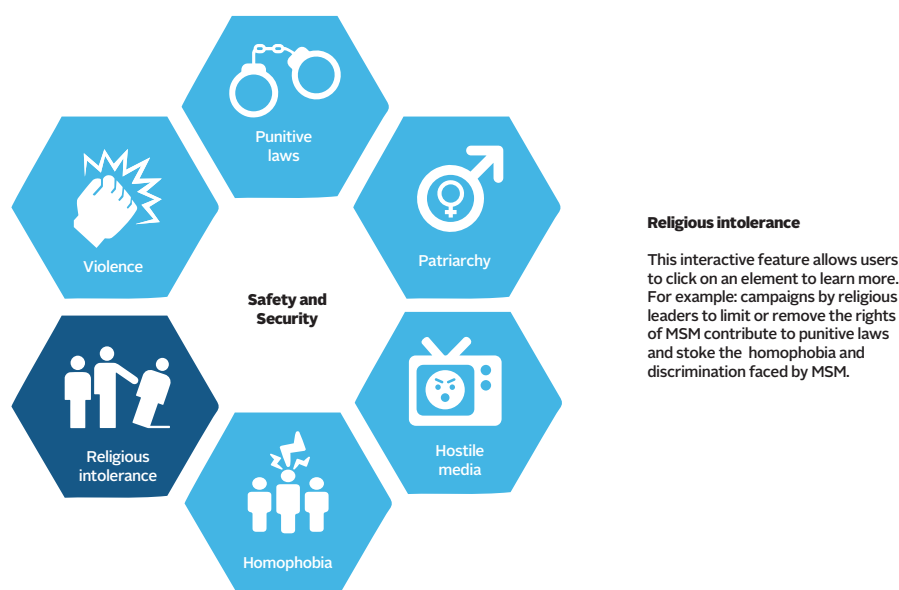 Punitive
laws
Patriarchy
Violence
Safety and
Security
Hostile
media
Religious
intolerance
Homophobia
Religious intolerance
This interactive feature allows users
to click on an element to learn more.
For example: campaigns by religious
leaders to limit or remove the rights
of MSM contribute to punitive laws
and stoke the  homophobia and
discrimination faced by MSM.